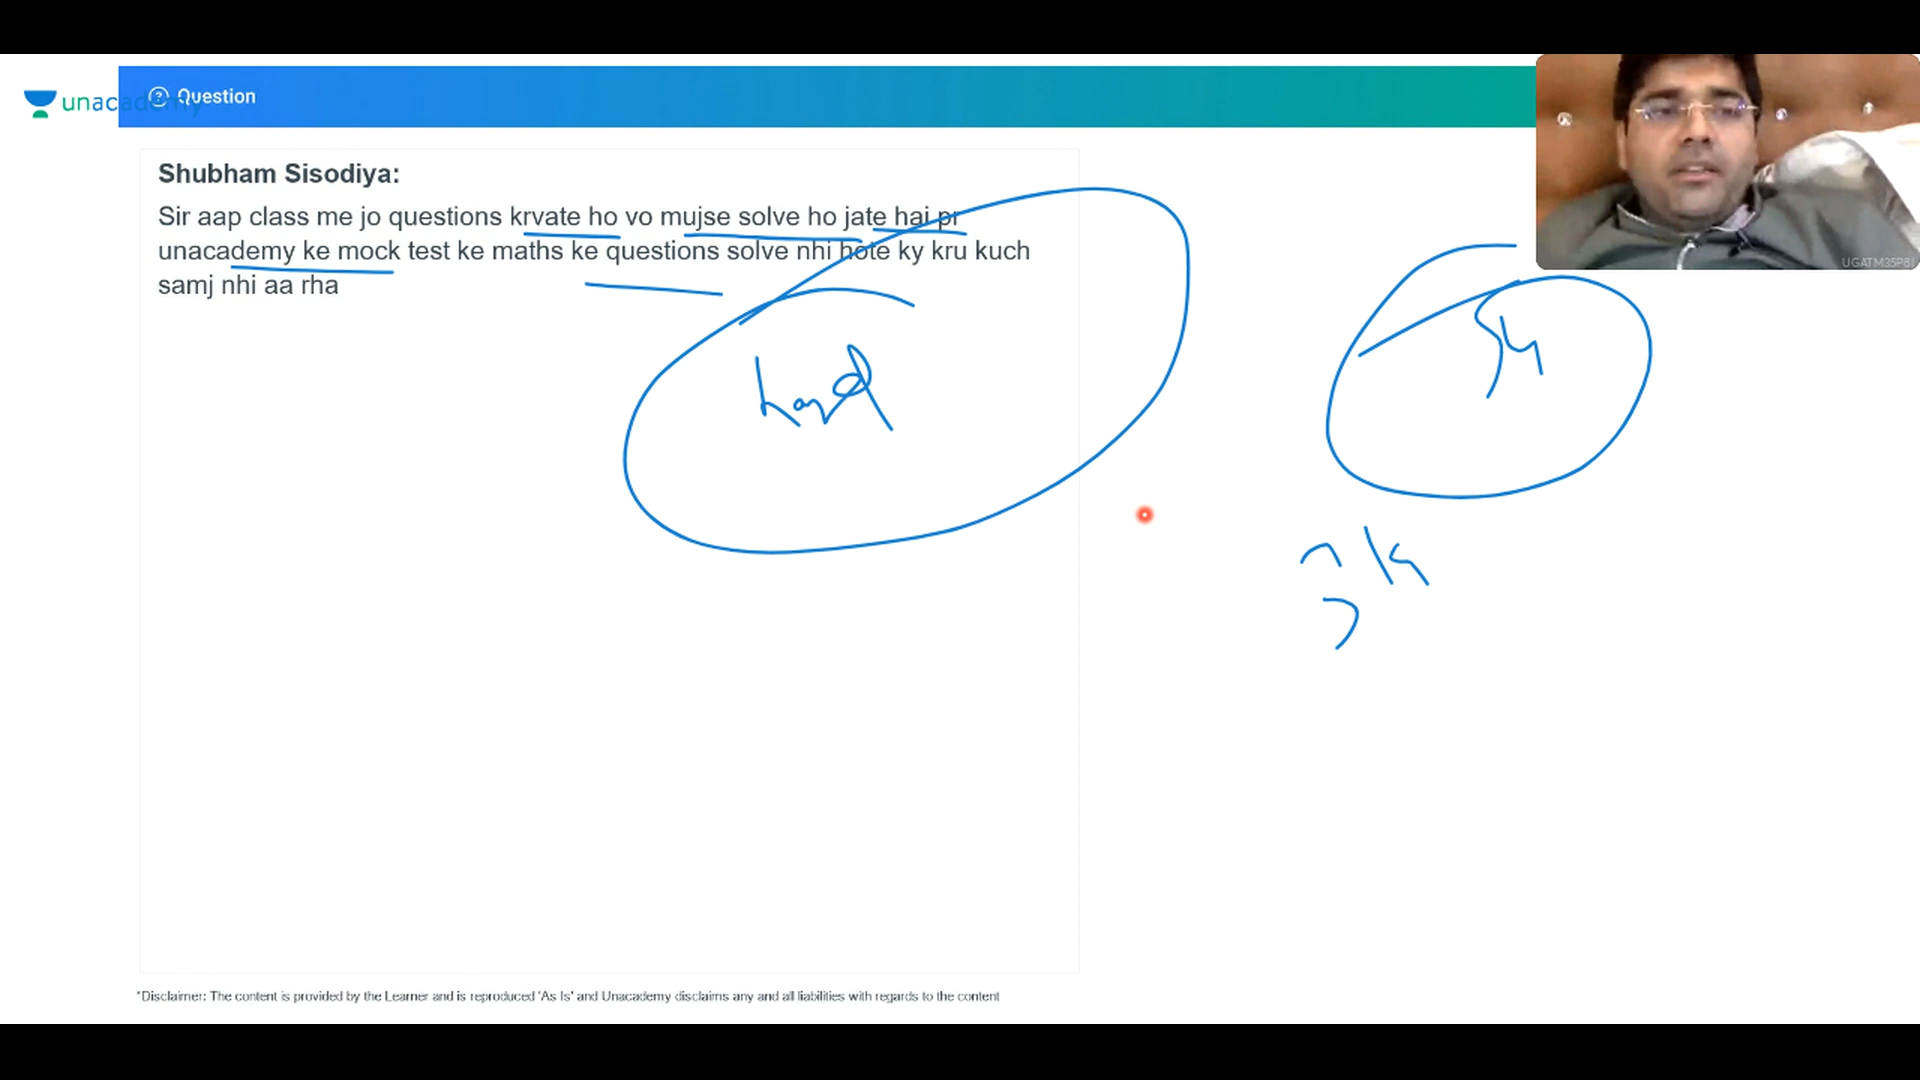 unacademy
Question
Shubham Sisodiya:
Sir aap class me jo questions krvate ho vo mujse solve ho jate hai pr
unacademy ke mock test ke maths ke questions solve nhi hote ky kru kuch
samj nhi aa rha
hard
UGATM35P8I
*Disclaimer: The content is provided by the Learner and is reproduced 'As Is' and Unacademy disclaims any and all liabilities with regards to the content